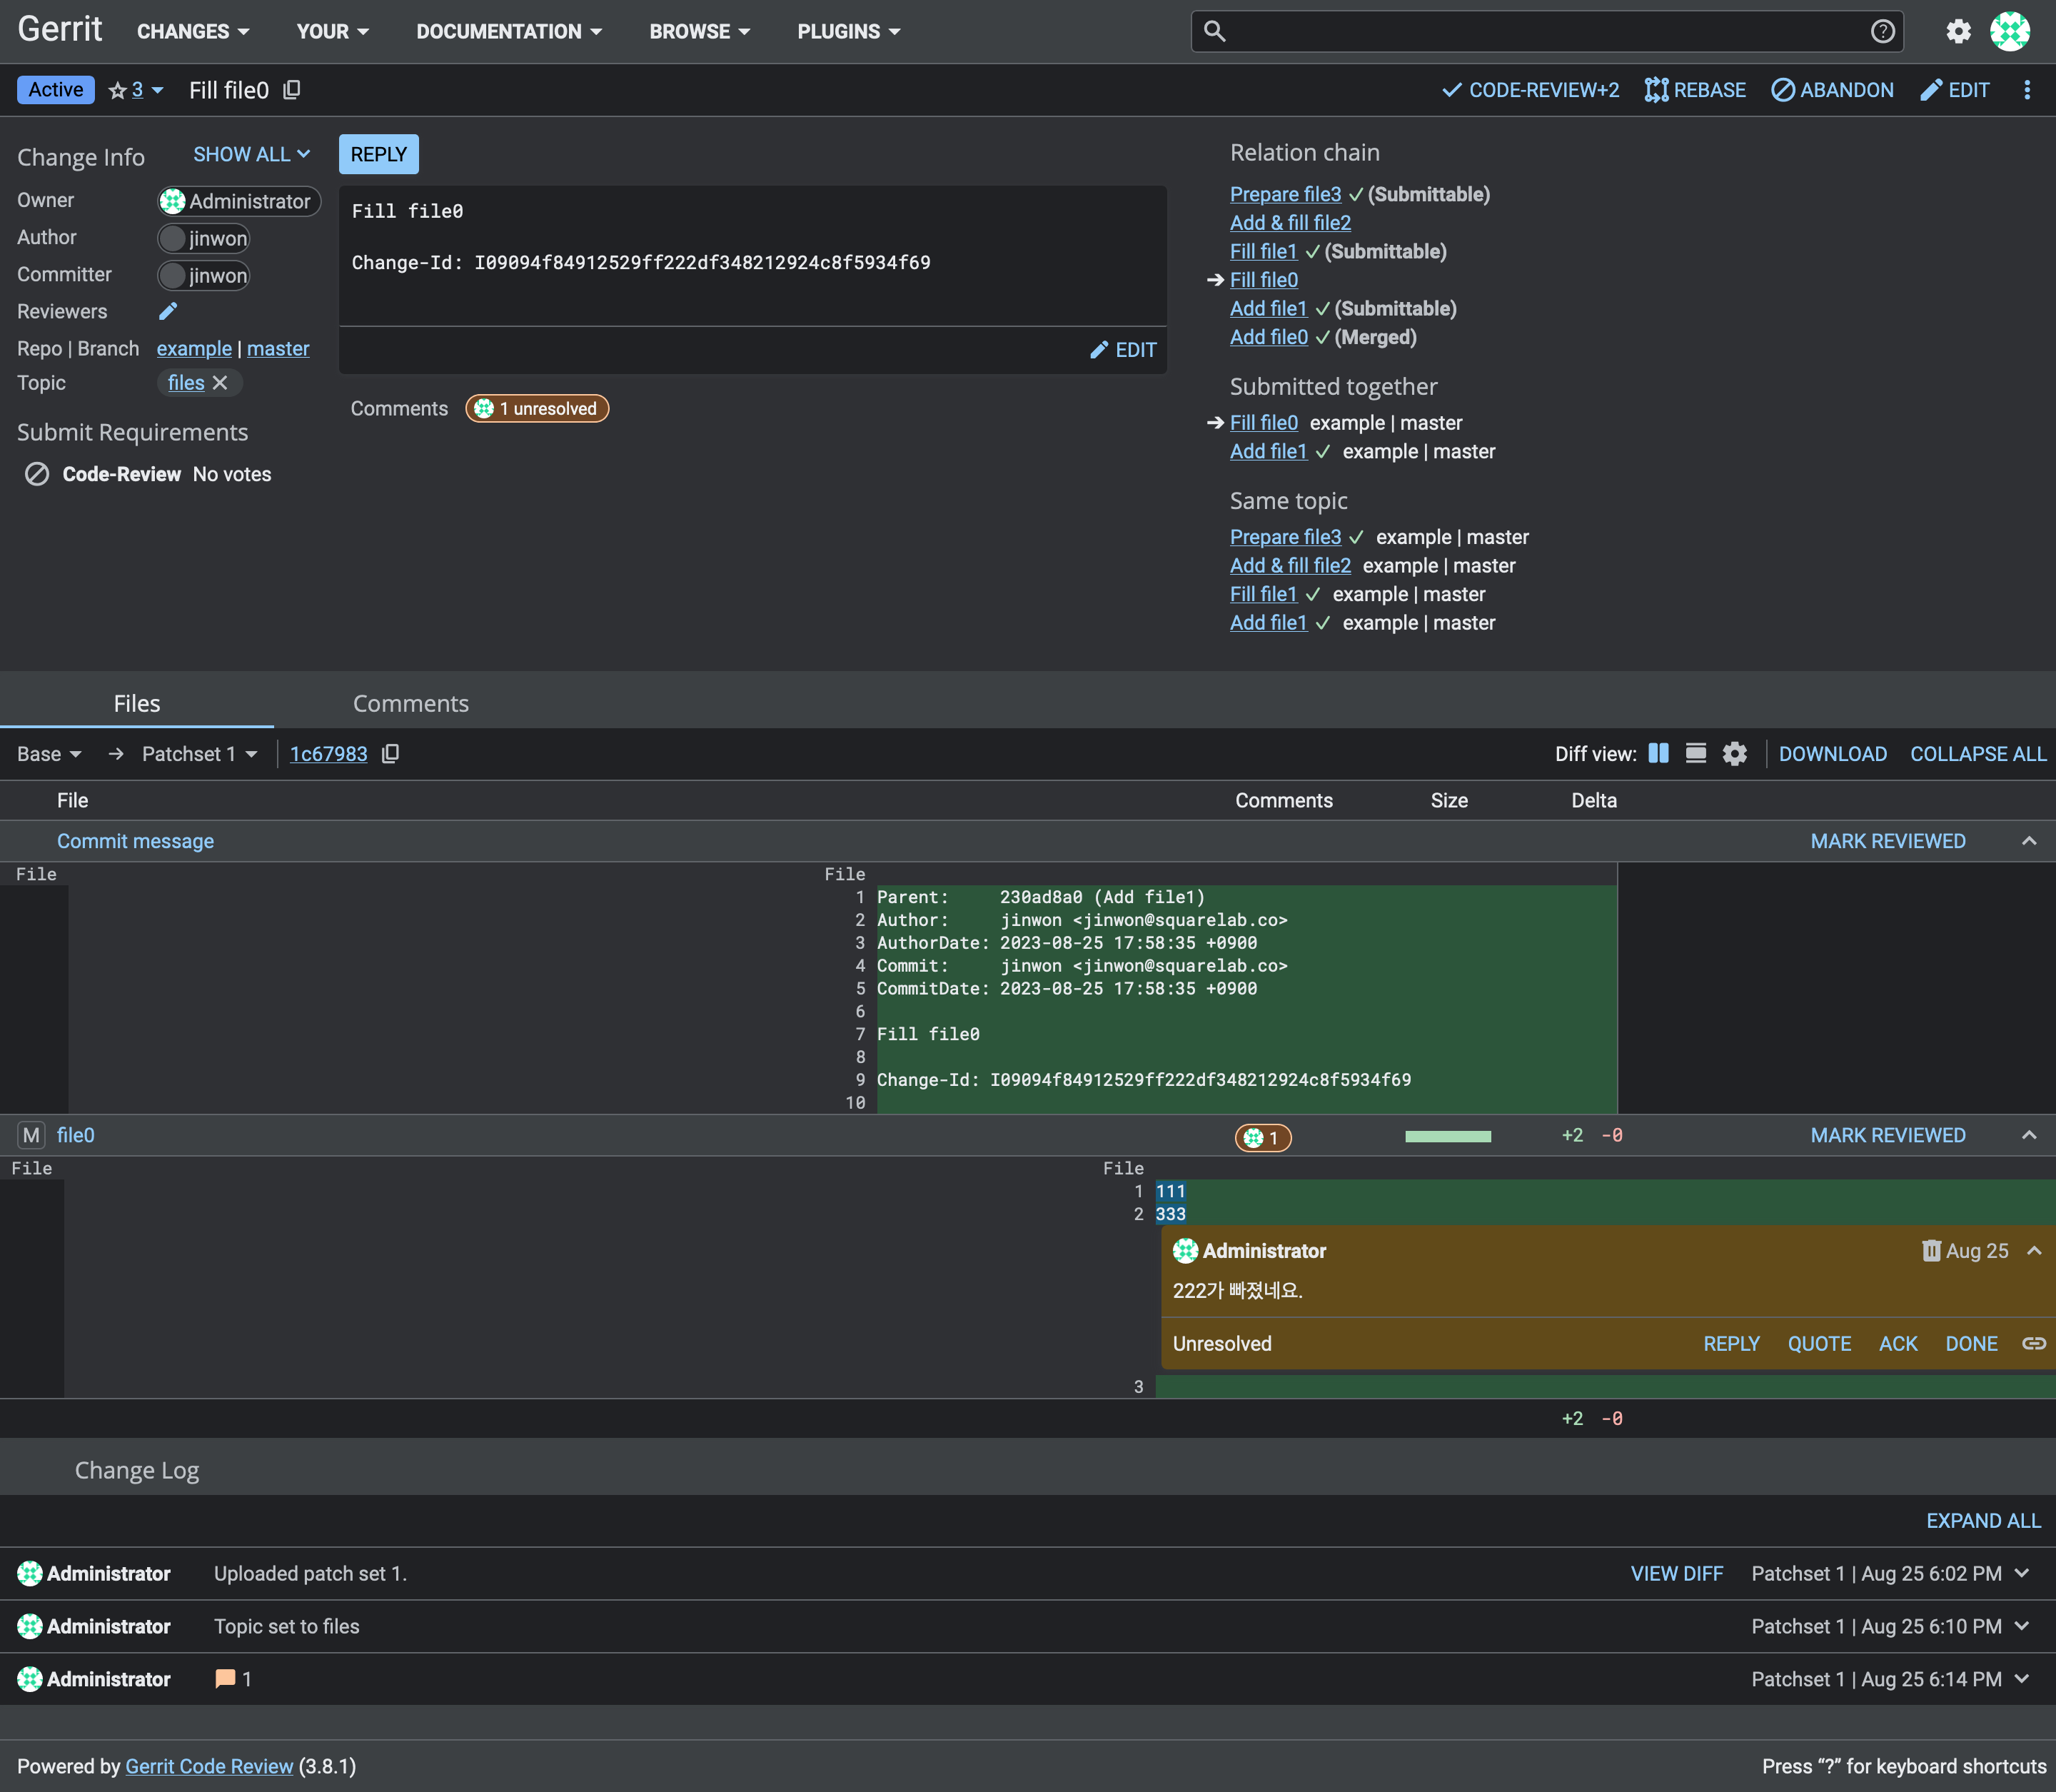 Gerrit CHANGES YOUR DOCUMENTATION BROWSE PLUGINS
Active 3 Fill file0 CODE-REVIEW+2 REBASE ABANDON EDIT
Change Info SHOW ALL
Owner Administrator
Author jinwon
Committer jinwon
Reviewers
Repo | Branch example | master
Topic files
Submit Requirements
Code-Review No votes
REPLY
Fill file0
Change-Id: I09094f84912529ff222df348212924c8f5934f69
EDIT
Comments 1 unresolved
Relation chain
Prepare file3 (Submittable)
Add & fill file2
Fill file1 (Submittable)
Fill file0
Add file1 (Submittable)
Add file0 (Merged)
Submitted together
Fill file0 example | master
Add file1 example | master
Same topic
Prepare file3 example | master
Add & fill file2 example | master
Fill file1 example | master
Add file1 example | master
Files Comments
Base → Patchset 1 1c67983 Diff view: DOWNLOAD COLLAPSE ALL
File Comments Size Delta
Commit message MARK REVIEWED
File File
1 Parent: 230ad8a0 (Add file1)
2 Author: jinwon <jinwon@squarelab.co>
3 AuthorDate: 2023-08-25 17:58:35 +0900
4 Commit: jinwon <jinwon@squarelab.co>
5 CommitDate: 2023-08-25 17:58:35 +0900
6
7 Fill file0
8
9 Change-Id: I09094f84912529ff222df348212924c8f5934f69
10
M file0 1 +2 -0 MARK REVIEWED
File File
1 111
2 333
Administrator Aug 25
222가 빠졌네요.
Unresolved REPLY QUOTE ACK DONE
3
+2 -0
Change Log
EXPAND ALL
Administrator Uploaded patch set 1. VIEW DIFF Patchset 1 | Aug 25 6:02 PM
Administrator Topic set to files Patchset 1 | Aug 25 6:10 PM
Administrator 1 Patchset 1 | Aug 25 6:14 PM
Powered by Gerrit Code Review (3.8.1) Press “?” for keyboard shortcuts